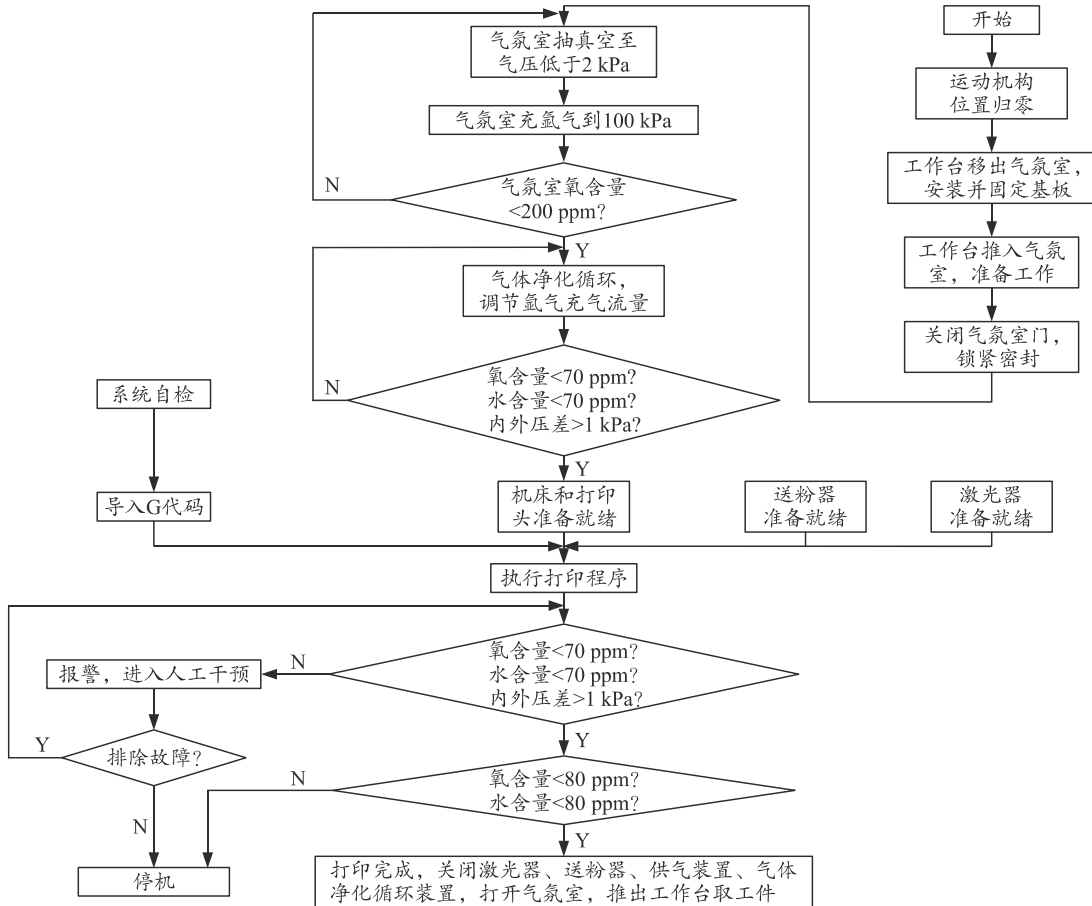 开始
运动机构
位置归零
工作台移出气氛室，
安装并固定基板
工作台推入气氛
室，准备工作
关闭气氛室门，
锁紧密封
气氛室抽真空至
气压低于2 kPa
气氛室充氩气到100 kPa
气氛室氧含量
<200 ppm?
N
Y
气体净化循环，
调节氩气充气流量
氧含量<70 ppm?
水含量<70 ppm?
内外压差>1 kPa?
N
Y
系统自检
导入G代码
机床和打印
头准备就绪
送粉器
准备就绪
激光器
准备就绪
执行打印程序
氧含量<70 ppm?
水含量<70 ppm?
内外压差>1 kPa?
N
Y
报警，进入人工干预
排除故障?
Y
N
氧含量<80 ppm?
水含量<80 ppm?
N
Y
停机
打印完成，关闭激光器、送粉器、供气装置、气体
净化循环装置，打开气氛室，推出工作台取工件